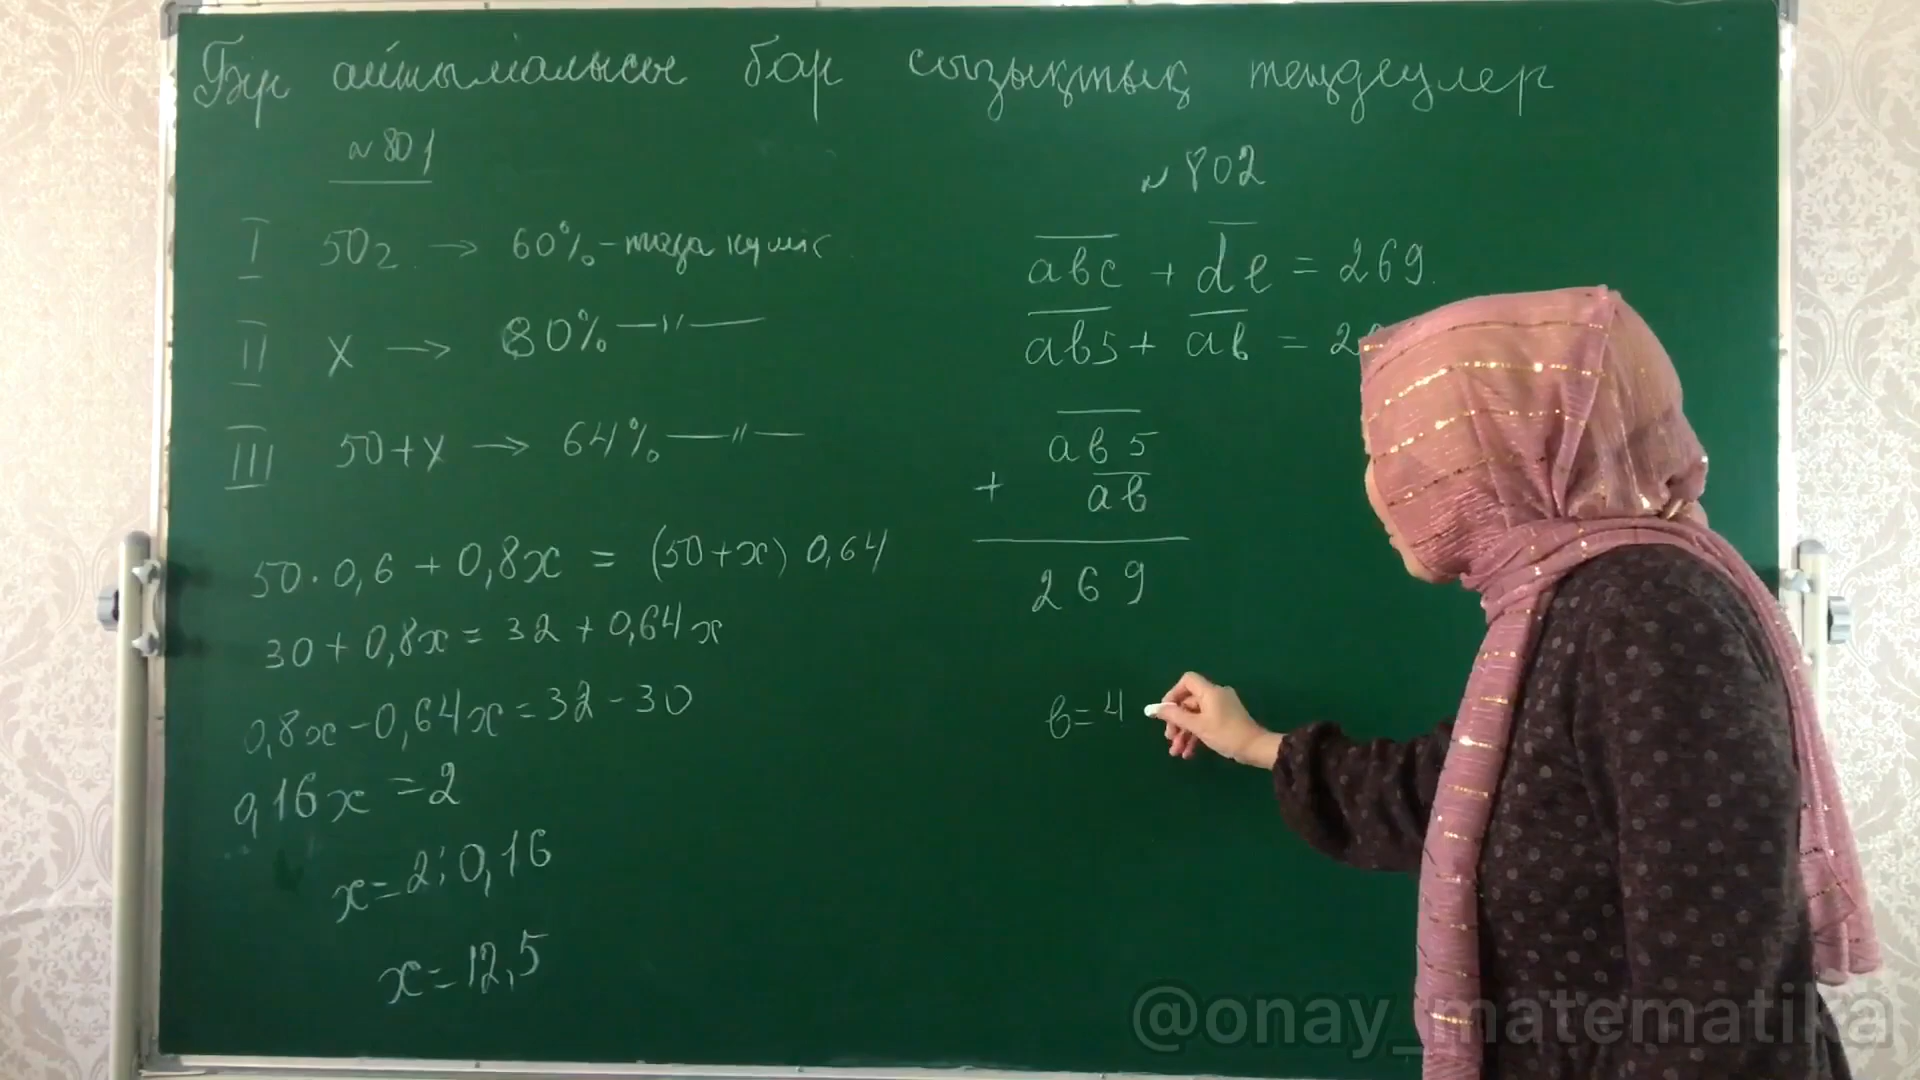 Бір айнымалысы бар сызықтық теңдеулер
№801
I 50г → 60% – таза күміс
II x → 80% —"—
III 50+x → 64% —"—
50·0,6 + 0,8x = (50+x) 0,64
30 + 0,8x = 32 + 0,64x
0,8x – 0,64x = 32 – 30
0,16x = 2
x = 2:0,16
x = 12,5
№802
abc + de = 269.
ab5 + ab = 2
ab5
+ ab
269
b=4
@onay_matematika